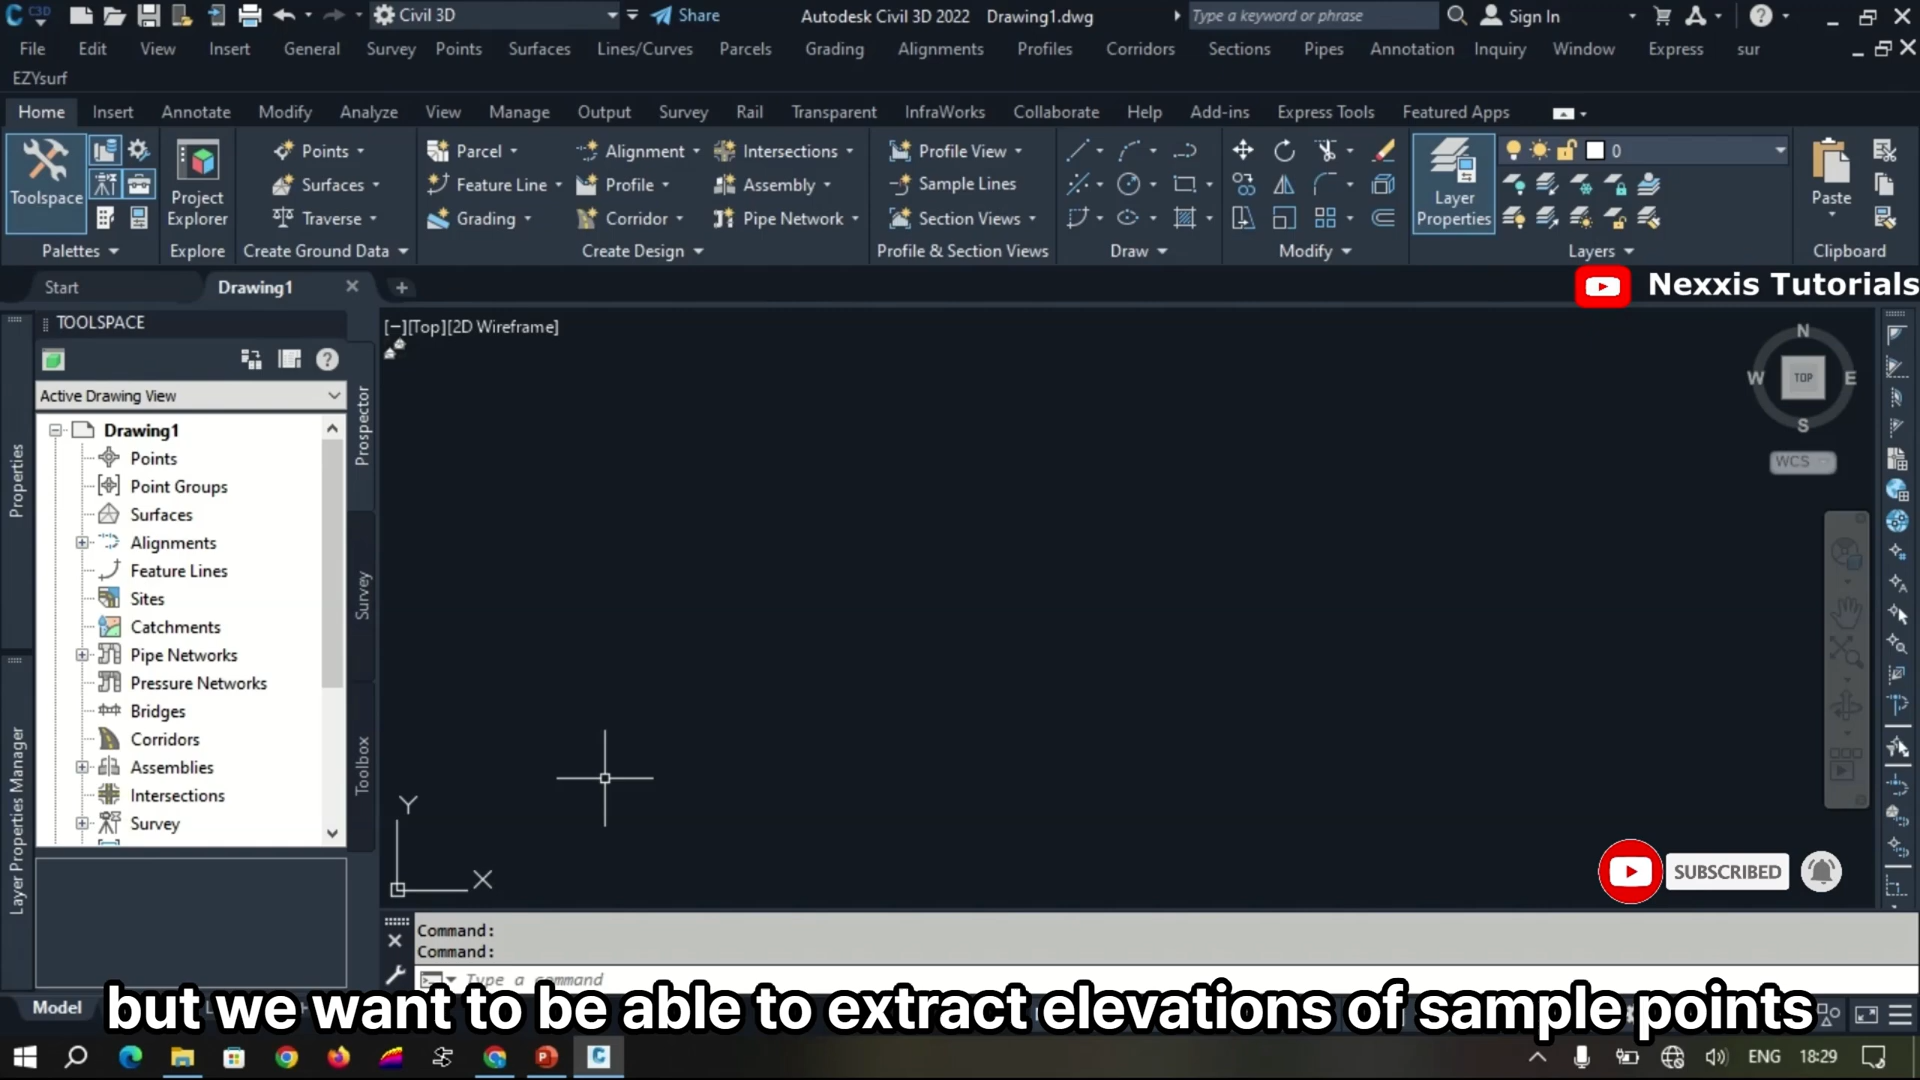 C3D
Civil 3D
Share
Autodesk Civil 3D 2022 Drawing1.dwg
Type a keyword or phrase
Sign In
File Edit View Insert General Survey Points Surfaces Lines/Curves Parcels Grading Alignments Profiles Corridors Sections Pipes Annotation Inquiry Window Express sur
EZYsurf
Home Insert Annotate Modify Analyze View Manage Output Survey Rail Transparent InfraWorks Collaborate Help Add-ins Express Tools Featured Apps
Toolspace
Palettes
Project
Explorer
Explore
Points
Surfaces
Traverse
Create Ground Data
Parcel
Feature Line
Grading
Alignment
Profile
Corridor
Intersections
Assembly
Pipe Network
Create Design
Profile View
Sample Lines
Section Views
Profile & Section Views
Draw
Modify
Layer
Properties
0
Layers
Paste
Clipboard
Start Drawing1
Nexxis Tutorials
TOOLSPACE
[−][Top][2D Wireframe]
Active Drawing View
Drawing1
Points
Point Groups
Surfaces
Alignments
Feature Lines
Sites
Catchments
Pipe Networks
Pressure Networks
Bridges
Corridors
Assemblies
Intersections
Survey
Prospector
Survey
Toolbox
Properties
Layer Properties Manager
N
W TOP E
S
WCS
Y
X
SUBSCRIBED
Command:
Command:
Type a command
Model
but we want to be able to extract elevations of sample points
ENG 18:29